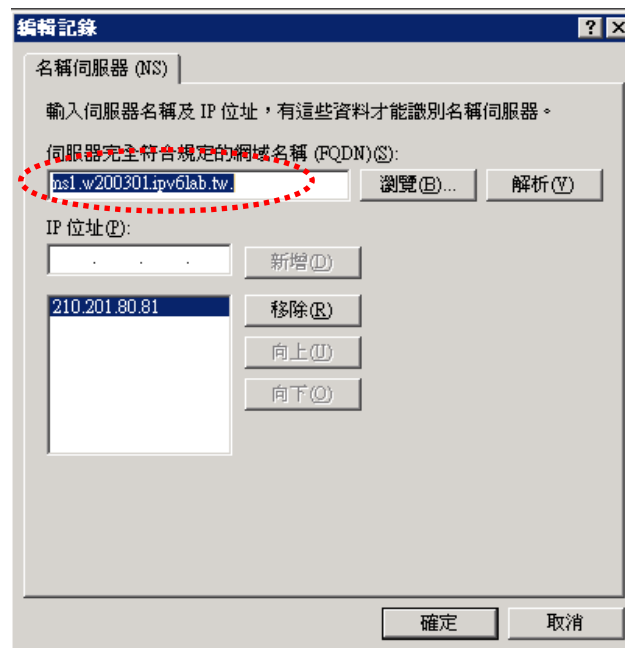 編輯記錄
名稱伺服器 (NS)
輸入伺服器名稱及 IP 位址，有這些資料才能識別名稱伺服器。
伺服器完全符合規定的網域名稱 (FQDN)(S):
ns1.w200301.ipv6lab.tw. 瀏覽(B)... 解析(V)
IP 位址(P):
. . . 新增(D)
210.201.80.81 移除(R)
向上(U)
向下(O)
確定 取消